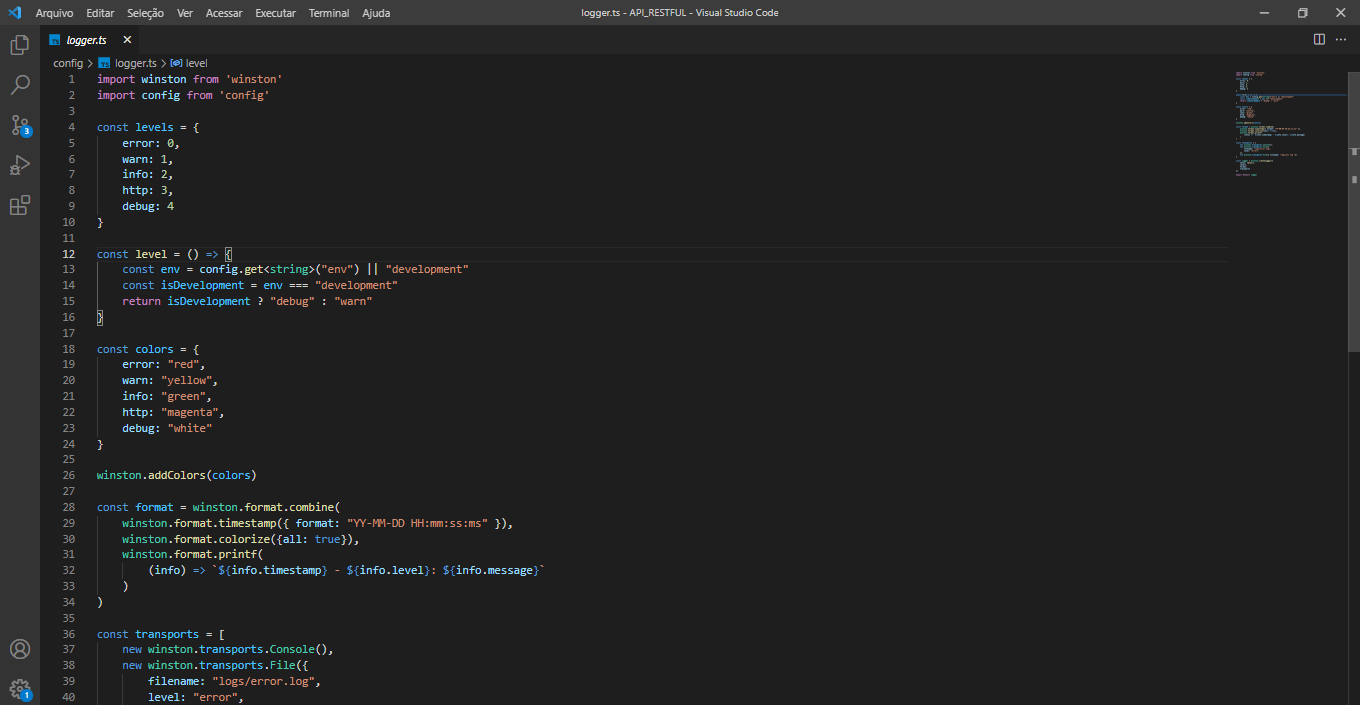 Arquivo Editar Seleção Ver Acessar Executar Terminal Ajuda logger.ts - API_RESTFUL - Visual Studio Code
TS logger.ts
config > TS logger.ts > level
1 import winston from 'winston'
2 import config from 'config'
3
4 const levels = {
5 error: 0,
6 warn: 1,
7 info: 2,
8 http: 3,
9 debug: 4
10 }
11
12 const level = () => {
13 const env = config.get<string>("env") || "development"
14 const isDevelopment = env === "development"
15 return isDevelopment ? "debug" : "warn"
16 }
17
18 const colors = {
19 error: "red",
20 warn: "yellow",
21 info: "green",
22 http: "magenta",
23 debug: "white"
24 }
25
26 winston.addColors(colors)
27
28 const format = winston.format.combine(
29 winston.format.timestamp({ format: "YY-MM-DD HH:mm:ss:ms" }),
30 winston.format.colorize({all: true}),
31 winston.format.printf(
32 (info) => `${info.timestamp} - ${info.level}: ${info.message}`
33 )
34 )
35
36 const transports = [
37 new winston.transports.Console(),
38 new winston.transports.File({
39 filename: "logs/error.log",
40 level: "error",
3
1